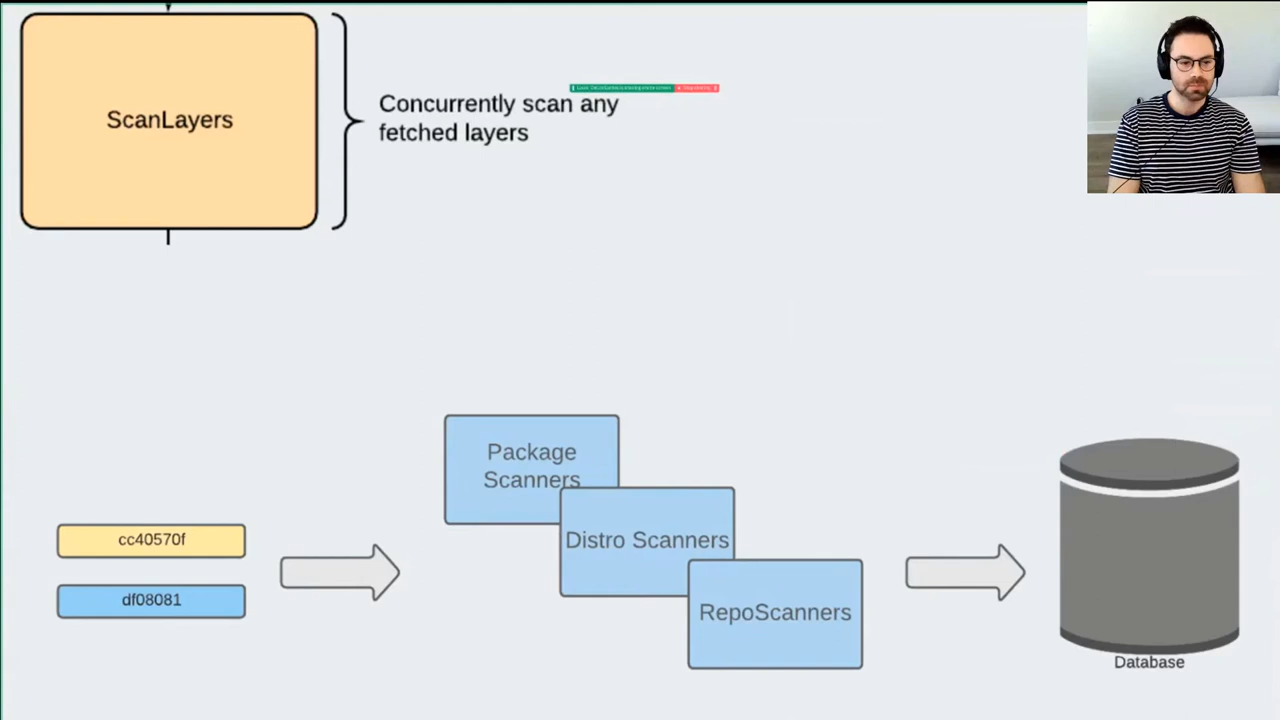 ScanLayers
Concurrently scan any
fetched layers
Package
Scanners
Distro Scanners
RepoScanners
cc40570f
df08081
Database